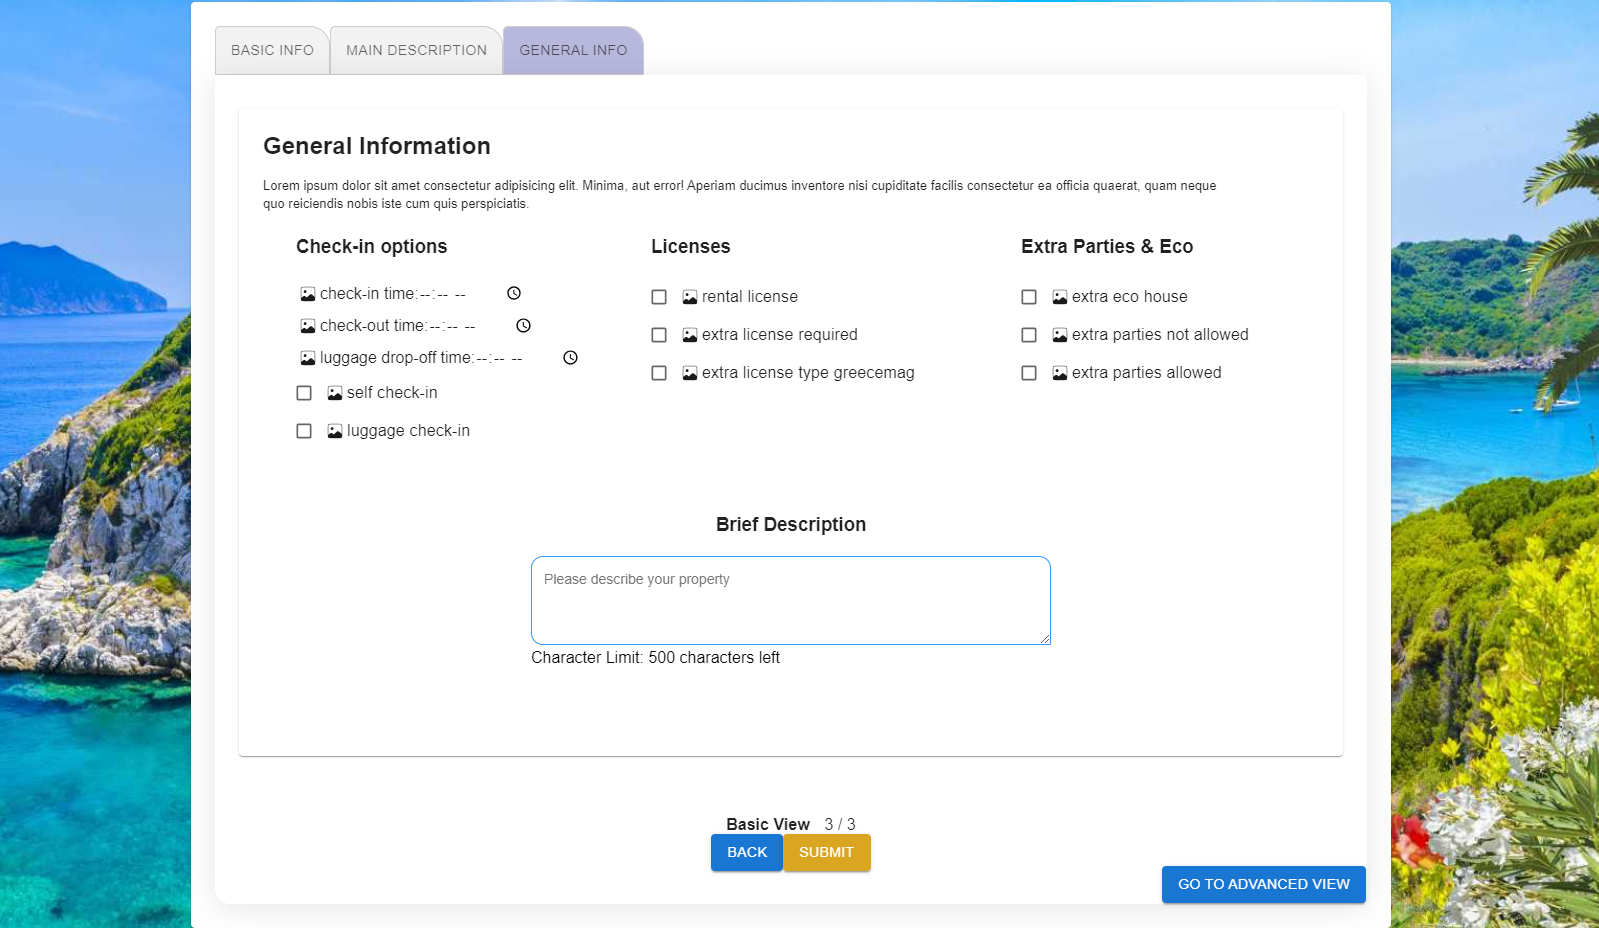 BASIC INFO
MAIN DESCRIPTION
GENERAL INFO
General Information
Lorem ipsum dolor sit amet consectetur adipisicing elit. Minima, aut error! Aperiam ducimus inventore nisi cupiditate facilis consectetur ea officia quaerat, quam neque
quo reiciendis nobis iste cum quis perspiciatis.
Check-in options
check-in time:--:-- --
check-out time:--:-- --
luggage drop-off time:--:-- --
self check-in
luggage check-in
Licenses
rental license
extra license required
extra license type greecemag
Extra Parties & Eco
extra eco house
extra parties not allowed
extra parties allowed
Brief Description
Please describe your property
Character Limit: 500 characters left
Basic View 3 / 3
BACK
SUBMIT
GO TO ADVANCED VIEW